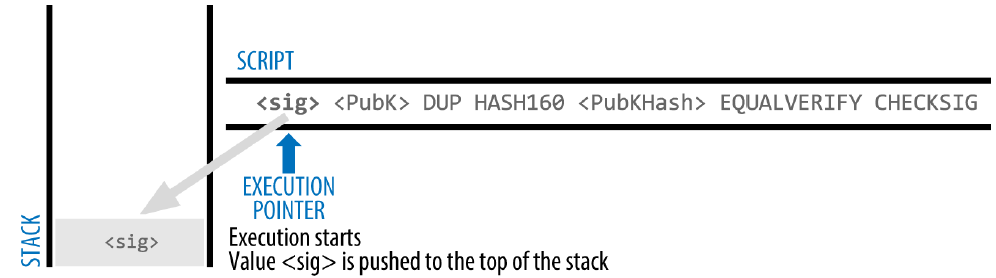 SCRIPT
<sig> <PubK> DUP HASH160 <PubKHash> EQUALVERIFY CHECKSIG
EXECUTION
POINTER
STACK
<sig>
Execution starts
Value <sig> is pushed to the top of the stack